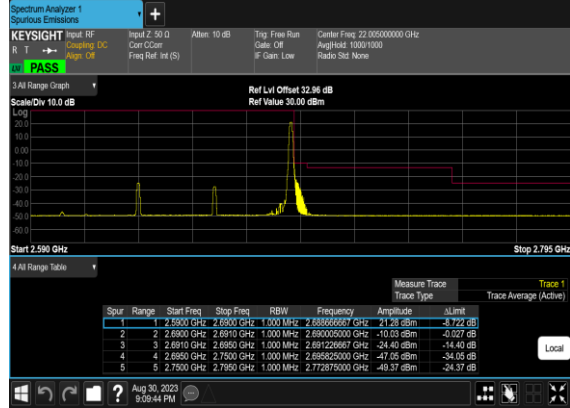 Spectrum Analyzer 1
Spurious Emissions
+
KEYSIGHT Input: RF Input Z: 50 Ω Atten: 10 dB Trig: Free Run Center Freq: 22.005000000 GHz
R T Coupling: DC Corr CCorr Gate: Off Avg|Hold: 1000/1000
Align: Off Freq Ref: Int (S) IF Gain: Low Radio Std: None
LU PASS
3 All Range Graph
Ref Lvl Offset 32.96 dB
Scale/Div 10.0 dB Ref Value 30.00 dBm
Log
20.0
10.0
0.00
-10.0
-20.0
-30.0
-40.0
-50.0
-60.0
Start 2.590 GHz Stop 2.795 GHz
4 All Range Table
Measure Trace Trace 1
Trace Type Trace Average (Active)
Spur Range Start Freq Stop Freq RBW Frequency Amplitude ΔLimit
1 1 2.5900 GHz 2.6900 GHz 1.000 MHz 2.688666667 GHz 21.28 dBm -8.722 dB
2 2 2.6900 GHz 2.6910 GHz 1.000 MHz 2.690005000 GHz -10.03 dBm -0.027 dB
3 3 2.6910 GHz 2.6950 GHz 1.000 MHz 2.691226667 GHz -24.40 dBm -14.40 dB
4 4 2.6950 GHz 2.7500 GHz 1.000 MHz 2.695825000 GHz -47.05 dBm -34.05 dB
5 5 2.7500 GHz 2.7950 GHz 1.000 MHz 2.772875000 GHz -49.37 dBm -24.37 dB
Local
? Aug 30, 2023
9:09:44 PM